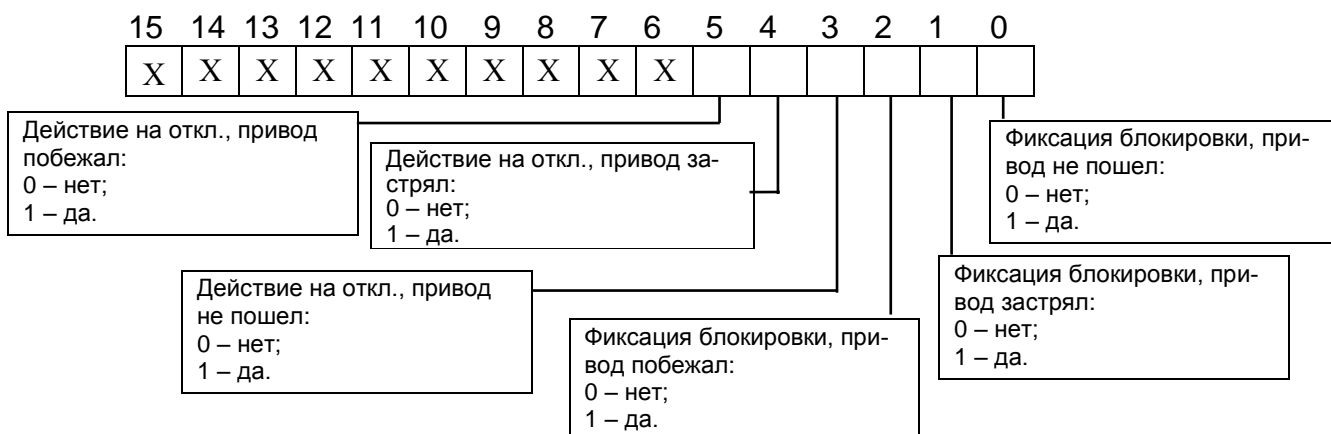 15 14 13 12 11 10 9 8 7 6 5 4 3 2 1 0
X X X X X X X X X X
Действие на откл., привод
побежал:
0 – нет;
1 – да.
Действие на откл., привод за-
стрял:
0 – нет;
1 – да.
Фиксация блокировки, при-
вод не пошел:
0 – нет;
1 – да.
Действие на откл., привод
не пошел:
0 – нет;
1 – да.
Фиксация блокировки, при-
вод побежал:
0 – нет;
1 – да.
Фиксация блокировки, при-
вод застрял:
0 – нет;
1 – да.